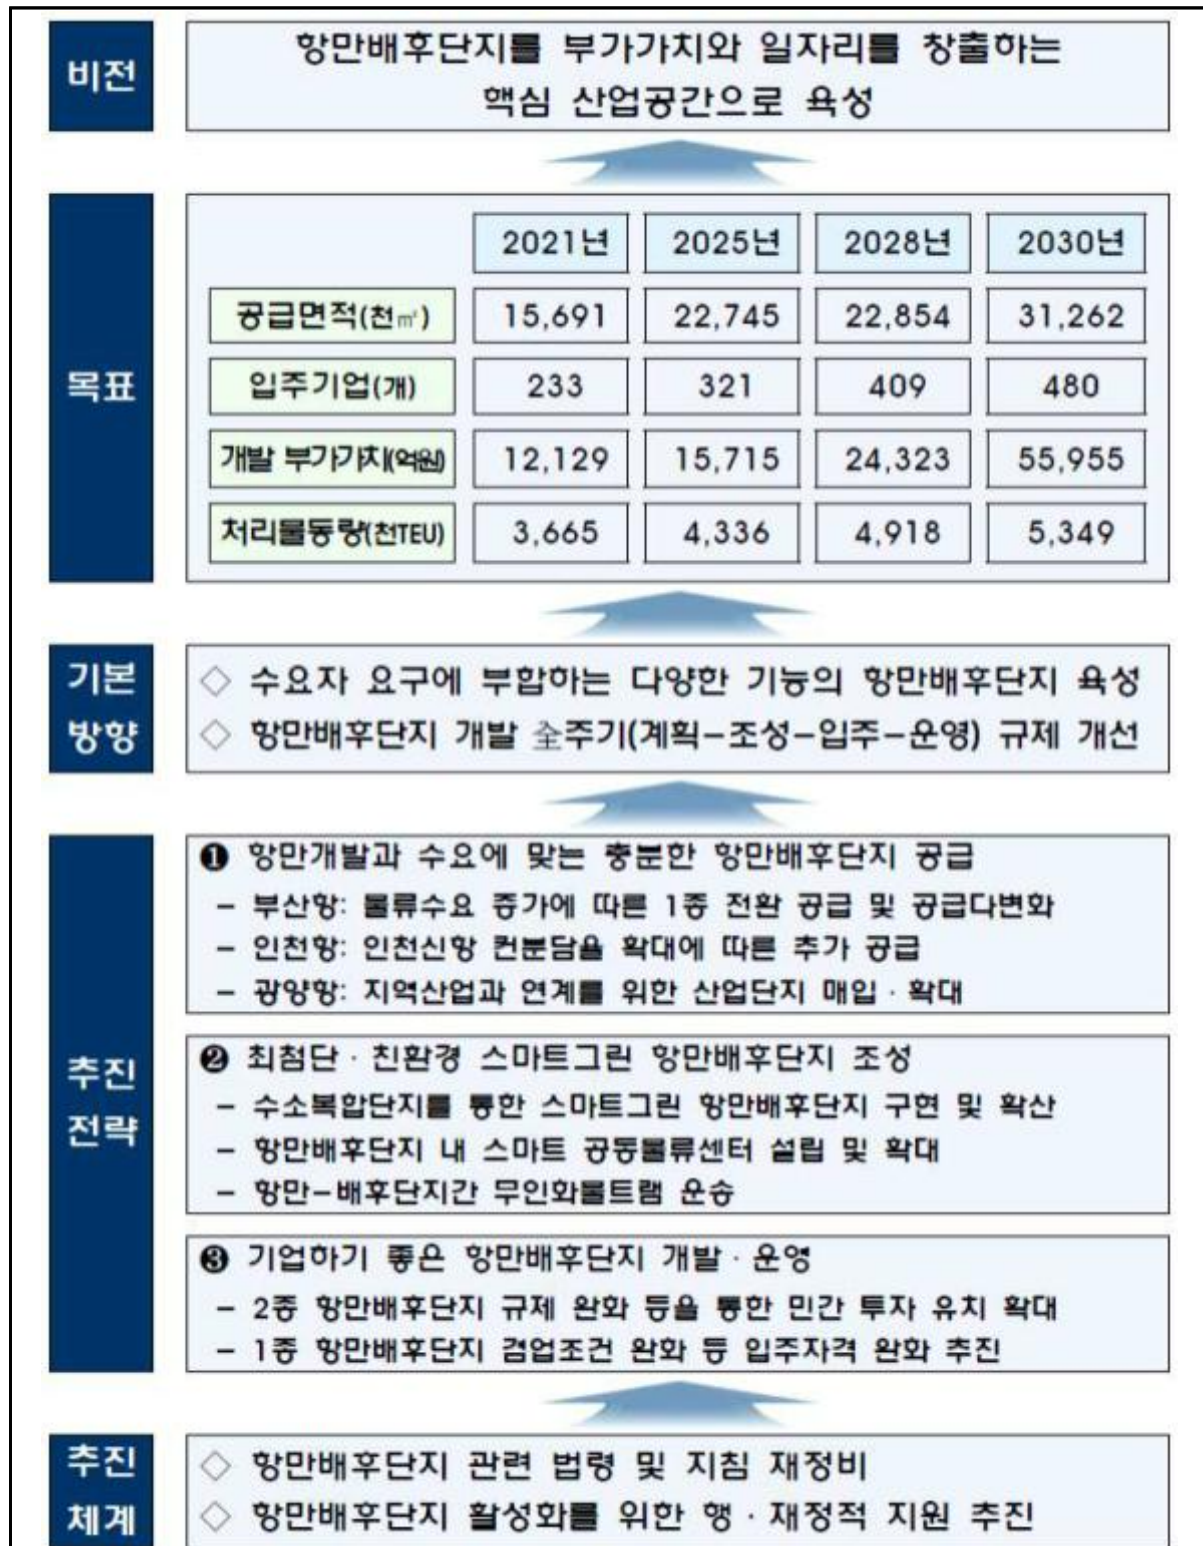 비전
항만배후단지를 부가가치와 일자리를 창출하는
핵심 산업공간으로 육성
목표
2021년 2025년 2028년 2030년
공급면적(천㎡) 15,691 22,745 22,854 31,262
입주기업(개) 233 321 409 480
개발 부가가치(억원) 12,129 15,715 24,323 55,955
처리물동량(천TEU) 3,665 4,336 4,918 5,349
기본
방향
◇ 수요자 요구에 부합하는 다양한 기능의 항만배후단지 육성
◇ 항만배후단지 개발 全주기(계획-조성-입주-운영) 규제 개선
추진
전략
❶ 항만개발과 수요에 맞는 충분한 항만배후단지 공급
- 부산항: 물류수요 증가에 따른 1종 전환 공급 및 공급다변화
- 인천항: 인천신항 컨분담율 확대에 따른 추가 공급
- 광양항: 지역산업과 연계를 위한 산업단지 매입·확대
❷ 최첨단·친환경 스마트그린 항만배후단지 조성
- 수소복합단지를 통한 스마트그린 항만배후단지 구현 및 확산
- 항만배후단지 내 스마트 공동물류센터 설립 및 확대
- 항만-배후단지간 무인화물트램 운송
❸ 기업하기 좋은 항만배후단지 개발·운영
- 2종 항만배후단지 규제 완화 등을 통한 민간 투자 유치 확대
- 1종 항만배후단지 겸업조건 완화 등 입주자격 완화 추진
추진
체계
◇ 항만배후단지 관련 법령 및 지침 재정비
◇ 항만배후단지 활성화를 위한 행·재정적 지원 추진